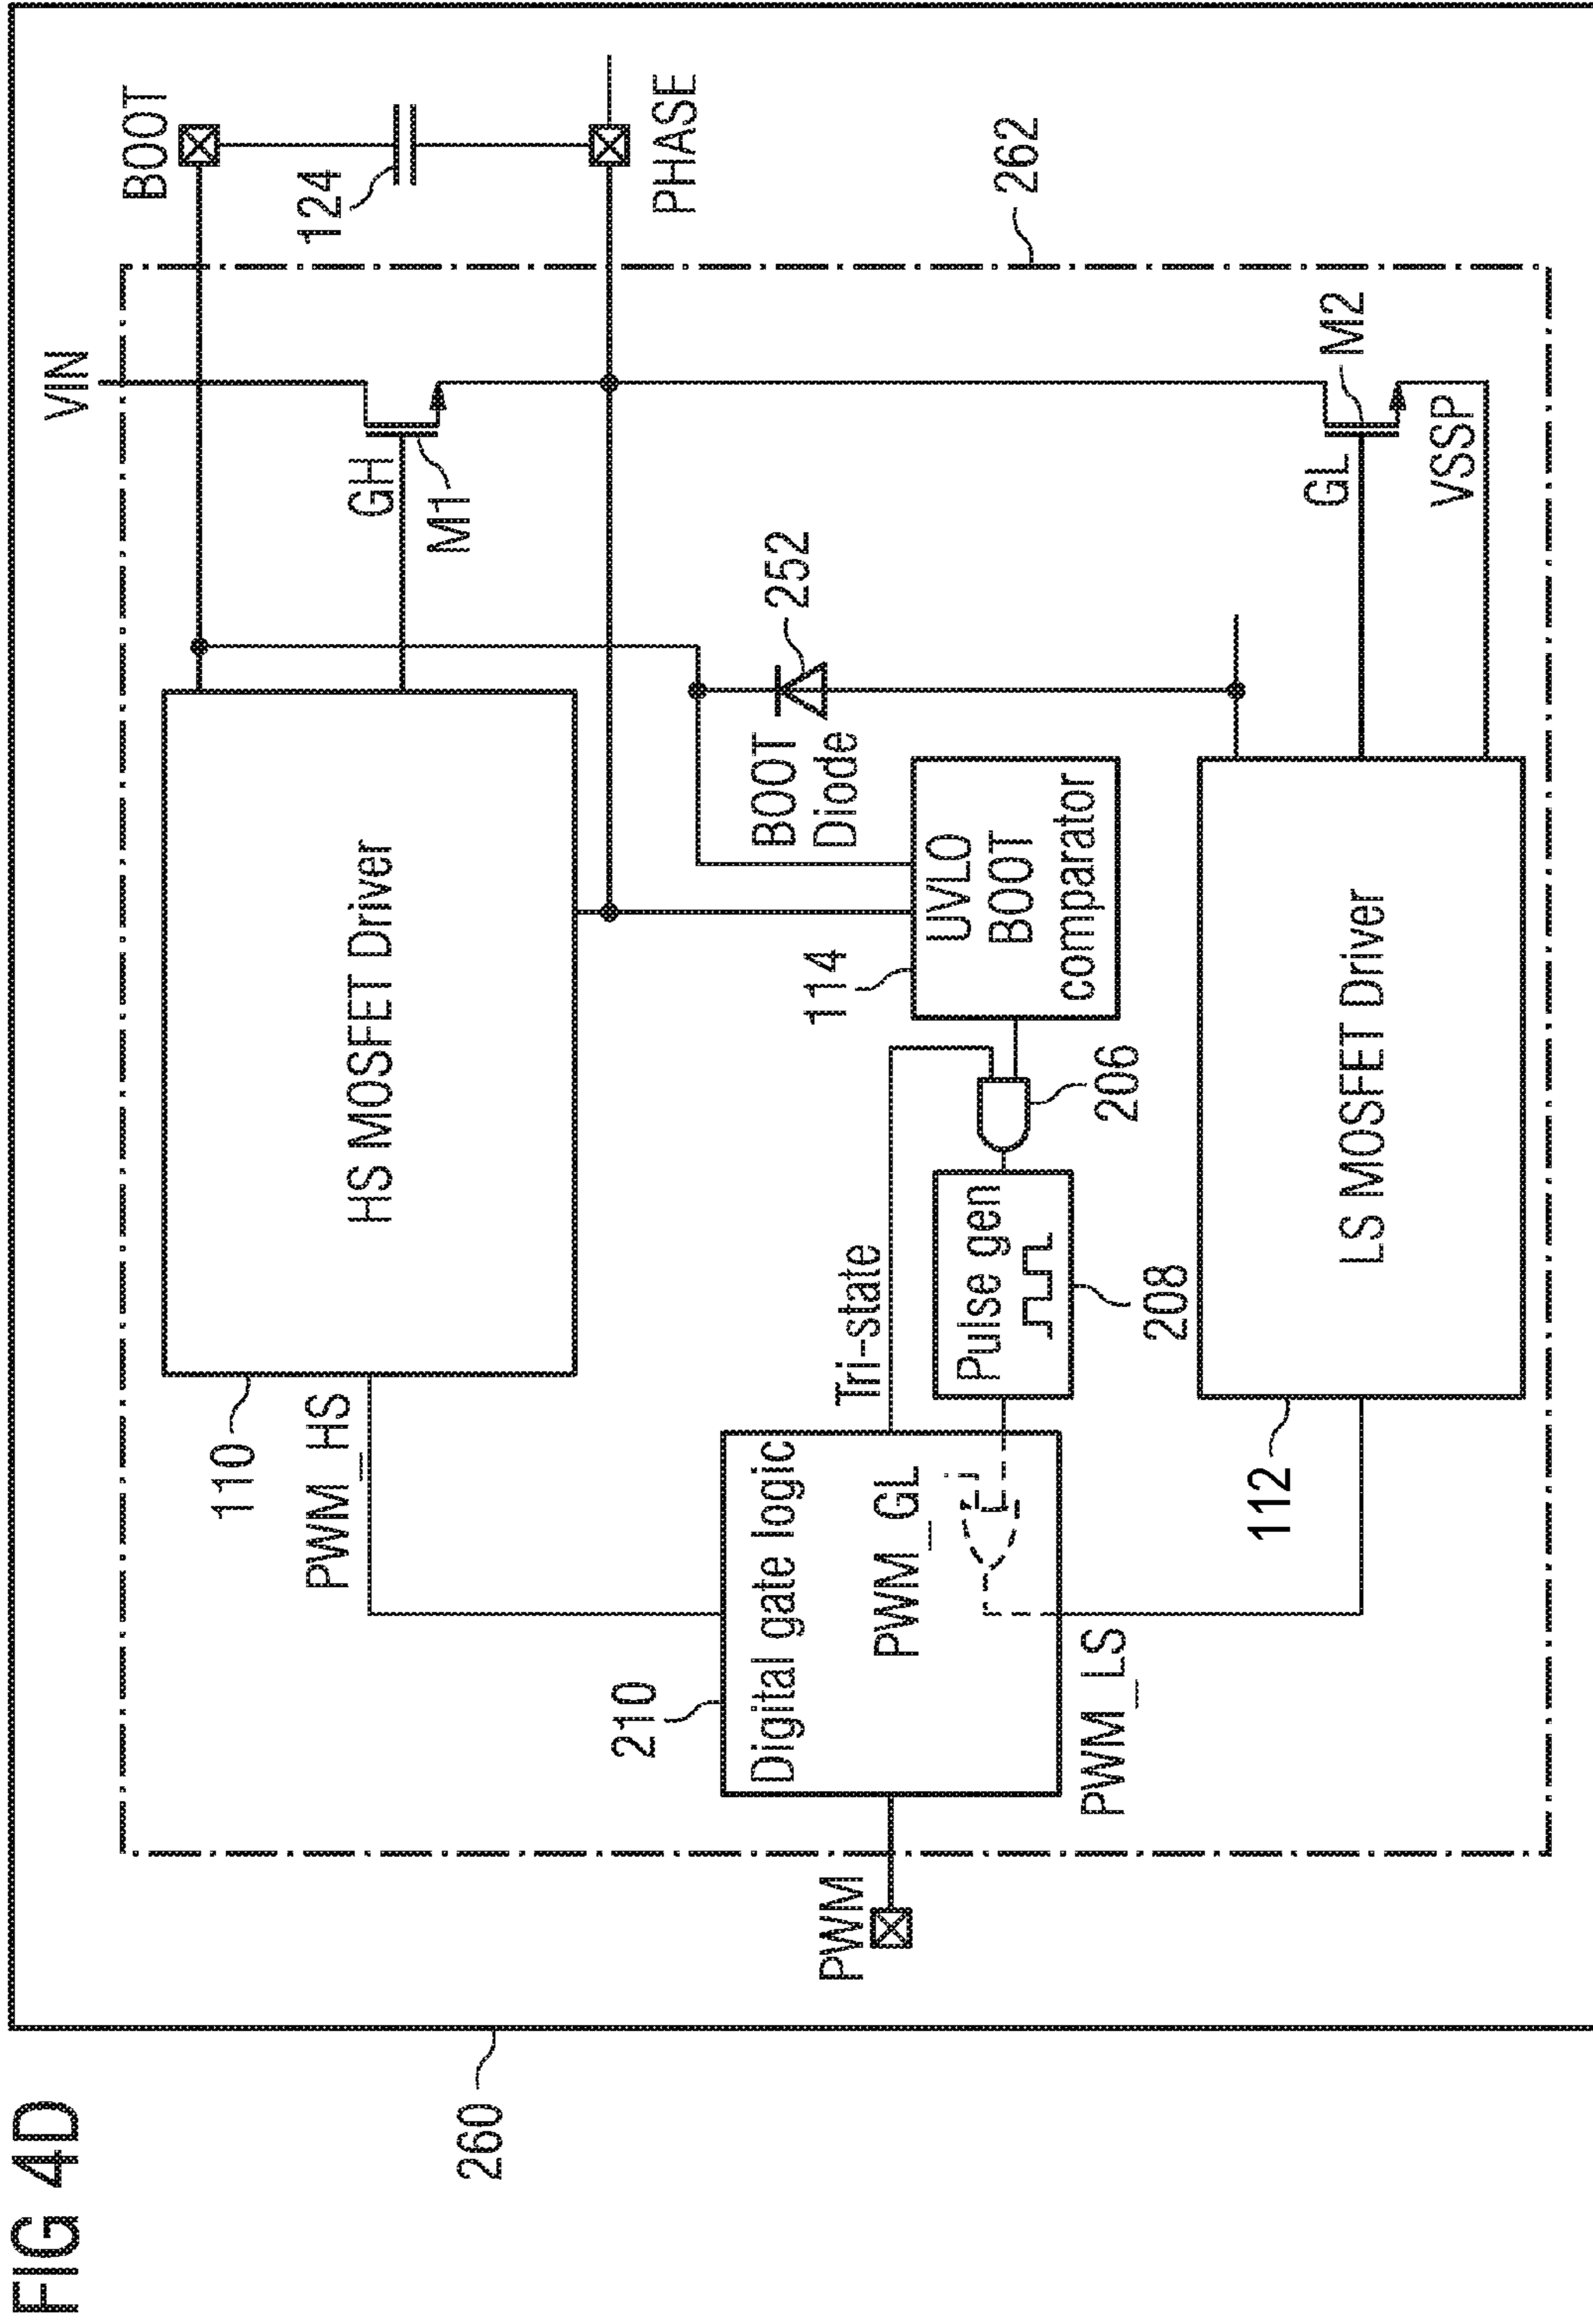 FIG 4D
260
262
VIN
BOOT
124
PHASE
GH
M1
HS MOSFET Driver
110
PWM_HS
BOOT
Diode
252
UVLO
BOOT
comparator
114
206
Tri-state
Pulse gen
208
210
Digital gate logic
PWM_GL
PWM
PWM_LS
LS MOSFET Driver
112
GL
M2
VSSP